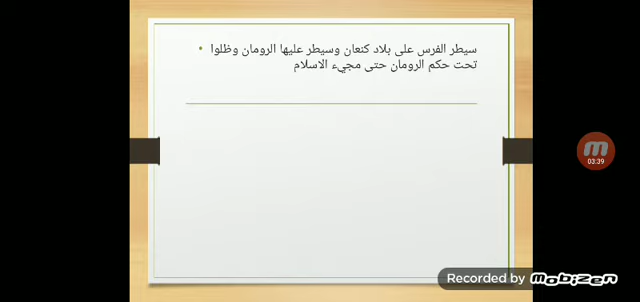 • سيطر الفرس على بلاد كنعان وسيطر عليها الرومان وظلوا
تحت حكم الرومان حتى مجيء الاسلام
03:39
Recorded by mobizen